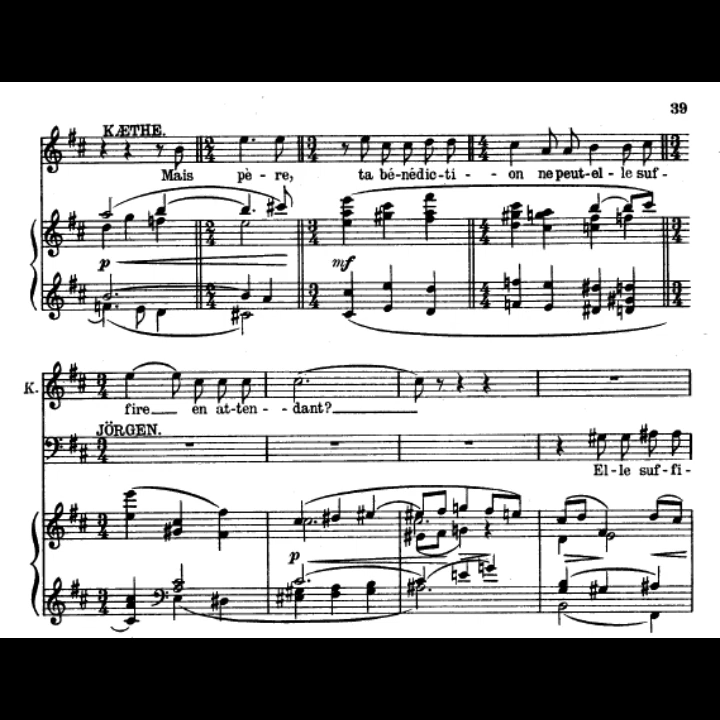 39
KÆTHE.
Mais pè-re, ta bé-né-dic-ti--on ne peut-el-le suf-
p mf
K.
fire en at-ten--dant?
JÖRGEN.
El-le suf-fi-
p